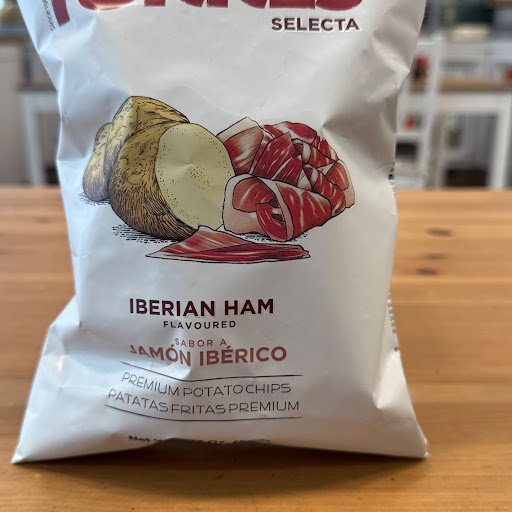 SELECTA
IBERIAN HAM
FLAVOURED
SABOR A
JAMÓN IBÉRICO
PREMIUM POTATO CHIPS
PATATAS FRITAS PREMIUM